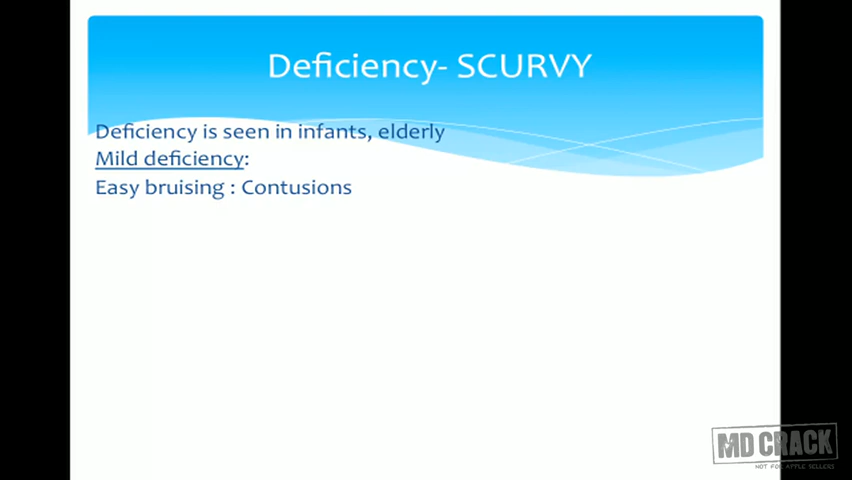 Deficiency- SCURVY
Deficiency is seen in infants, elderly
Mild deficiency:
Easy bruising : Contusions
MD CRACK
NOT FOR APPLE SELLERS